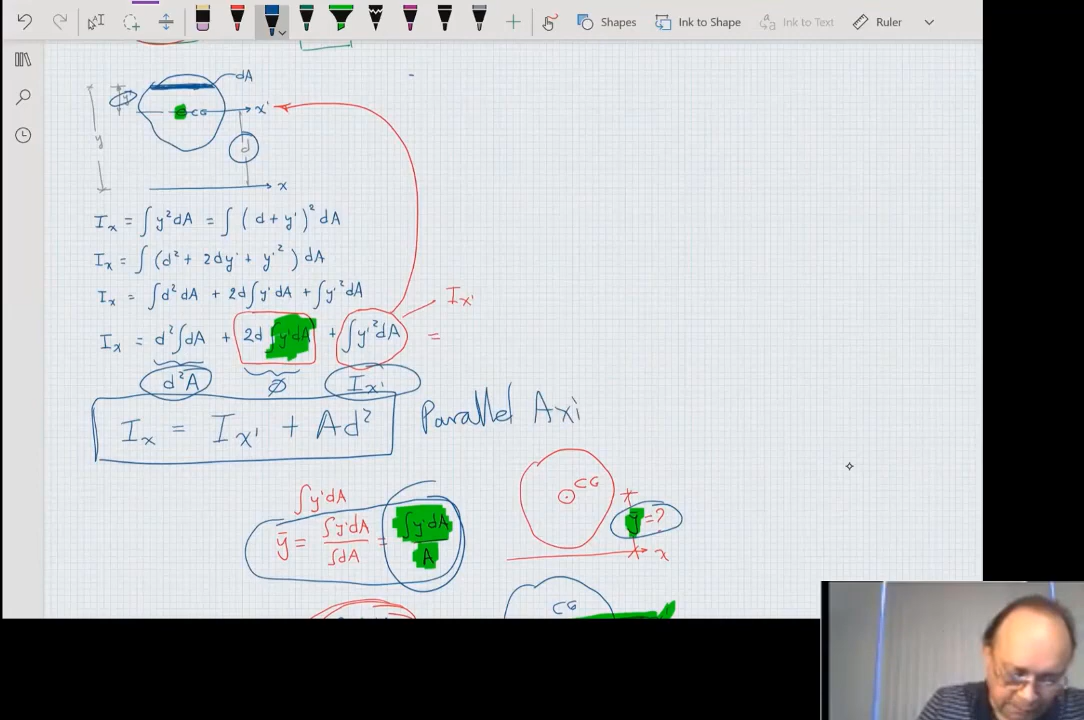 Shapes
Ink to Shape
Ink to Text
Ruler
dA
y'
CG
x'
y
d
x
Ix = ∫y²dA = ∫(d + y')² dA
Ix = ∫(d² + 2dy' + y'²) dA
Ix = ∫d² dA + 2d∫y'dA + ∫y'²dA
Ix'
Ix = d²∫dA + 2d ∫y'dA + ∫y'²dA =
d²A
∅
Ix'
Ix = Ix' + Ad²
Parallel Axi
CG
∫y'dA
ȳ = ∫y'dA / ∫dA = ∫y'dA / A
ȳ = ?
x
CG